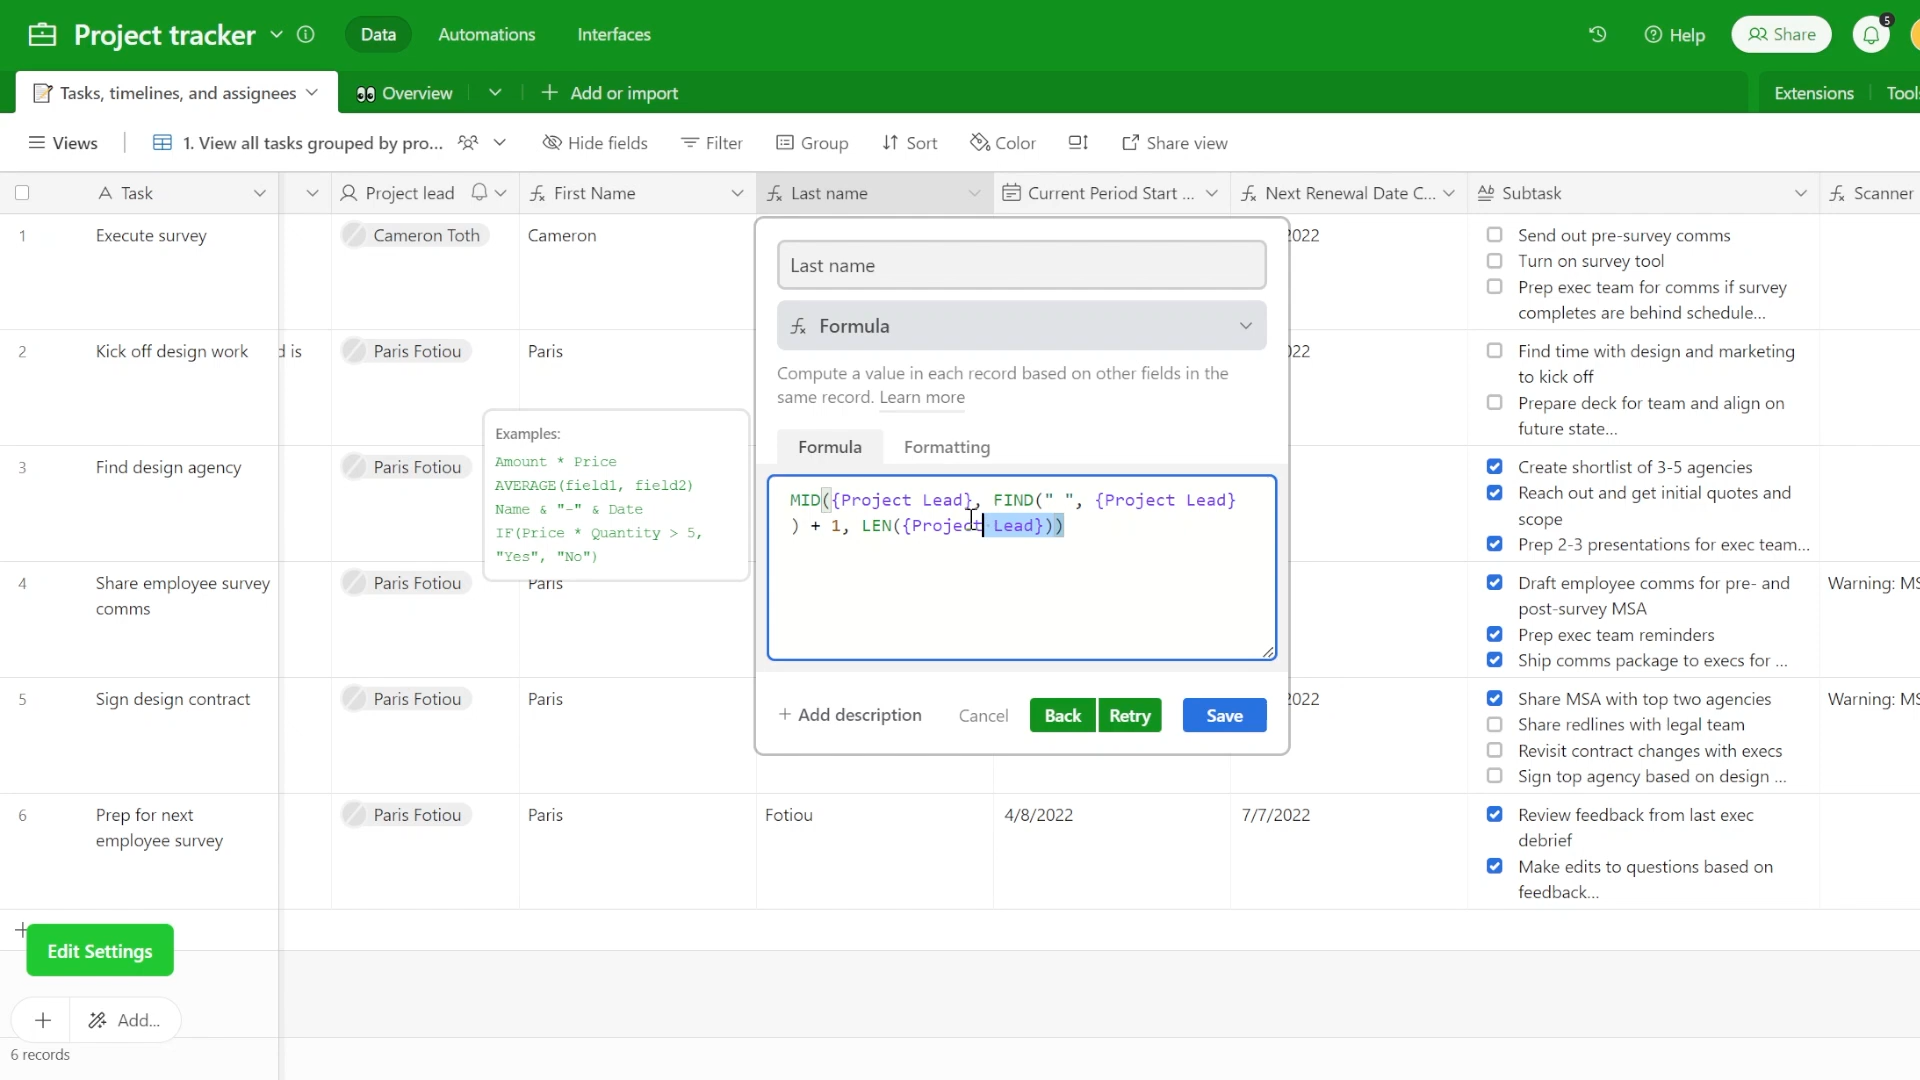 Project tracker
Data
Automations
Interfaces
Help
Share
5
Tasks, timelines, and assignees
Overview
+ Add or import
Extensions
Tools
Views
1. View all tasks grouped by pro...
Hide fields
Filter
Group
Sort
Color
Share view
Task
Project lead
First Name
Last name
Current Period Start ...
Next Renewal Date C...
Subtask
Scanner
1
Execute survey
Cameron Toth
Cameron
2022
Send out pre-survey comms
Turn on survey tool
Prep exec team for comms if survey
completes are behind schedule...
2
Kick off design work
d is
Paris Fotiou
Paris
022
Find time with design and marketing
to kick off
Prepare deck for team and align on
future state...
3
Find design agency
Paris Fotiou
Create shortlist of 3-5 agencies
Reach out and get initial quotes and
scope
Prep 2-3 presentations for exec team...
4
Share employee survey
comms
Paris Fotiou
Paris
Draft employee comms for pre- and
post-survey MSA
Prep exec team reminders
Ship comms package to execs for ...
Warning: MS
5
Sign design contract
Paris Fotiou
Paris
2022
Share MSA with top two agencies
Share redlines with legal team
Revisit contract changes with execs
Sign top agency based on design ...
Warning: MS
6
Prep for next
employee survey
Paris Fotiou
Paris
Fotiou
4/8/2022
7/7/2022
Review feedback from last exec
debrief
Make edits to questions based on
feedback...
Last name
Formula
Compute a value in each record based on other fields in the
same record. Learn more
Formula
Formatting
MID({Project Lead}, FIND(" ", {Project Lead}
) + 1, LEN({Project Lead}))
+ Add description
Cancel
Back
Retry
Save
Examples:
Amount * Price
AVERAGE(field1, field2)
Name & "-" & Date
IF(Price * Quantity > 5,
"Yes", "No")
+
Edit Settings
+
Add...
6 records